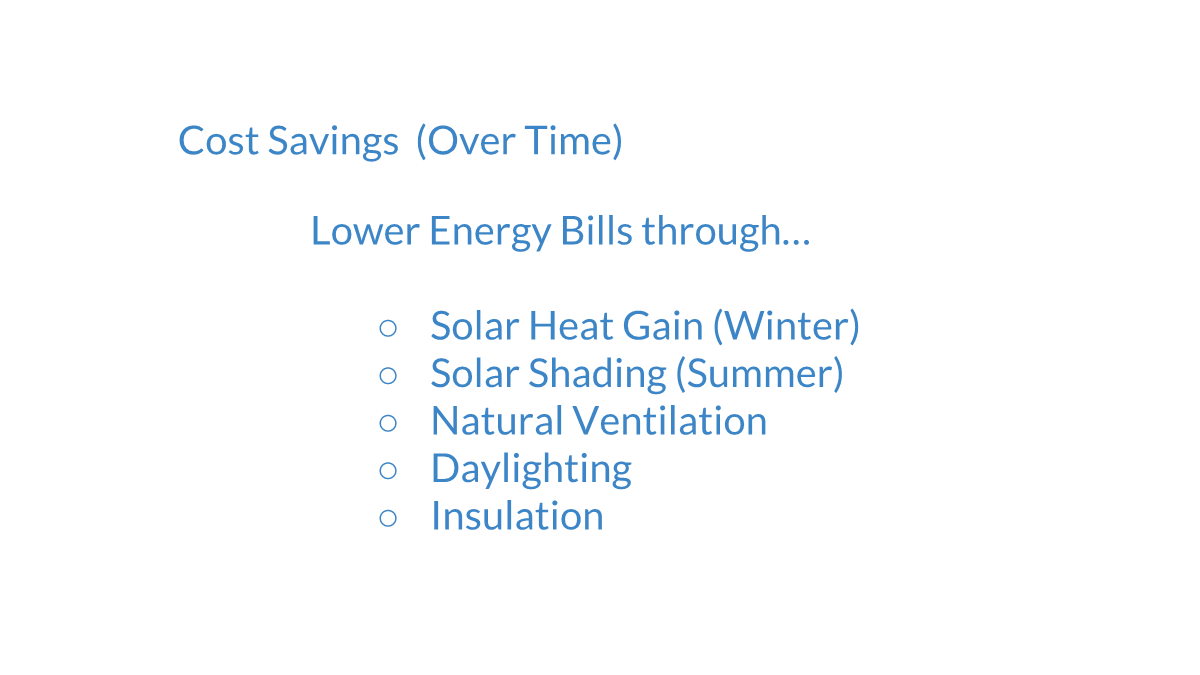 Cost Savings  (Over Time)
Lower Energy Bills through...
○ Solar Heat Gain (Winter)
○ Solar Shading (Summer)
○ Natural Ventilation
○ Daylighting
○ Insulation